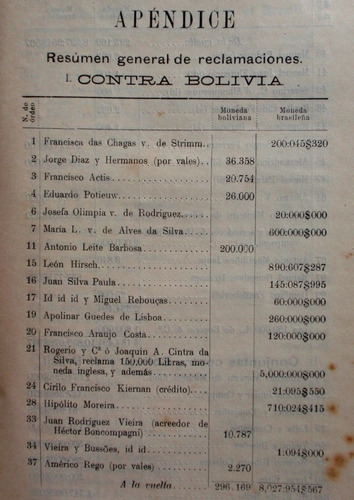 APÉNDICE
Resúmen general de reclamaciones.
I. CONTRA BOLIVIA
N. de órden Moneda boliviana Moneda brasileña
1 Francisca das Chagas v. de Strimm.. 200:045$320
2 Jorge Diaz y Hermanos (por vales).. 36.358
3 Francisco Actis.............. 20.754
4 Eduardo Potieuw.............. 26.000
6 Josefa Olimpia v. de Rodriguez...... 20:000$000
7 María L. v. de Alves da Silva........ 600:000$000
11 Antonio Leite Barbosa.......... 200.000
15 León Hirsch.................. 890:607$287
16 Juan Silva Paula.............. 145:087$995
17 Id id id y Miguel Rebouças........ 60:000$000
19 Apolinar Guedes de Lisboa........ 260:000$000
20 Francisco Araujo Costa.......... 120:000$000
21 Rogerio y Cª ó Joaquin A. Cintra da
Silva, reclama 150,000 Libras, mo-
neda inglesa, y además.......... 5,000:000$000
24 Cirilo Francisco Kiernan (crédito).... 21:095$550
28 Hipólito Moreira.............. 710:024$415
33 Juan Rodriguez Vieira (acreedor de
Héctor Boncompagni).......... 10.787
34 Vieira y Bussóes, id id.......... 1:094$000
37 Américo Rego (por vales)........ 2.270
A la vuelta.... 296.169 8,027:954$567